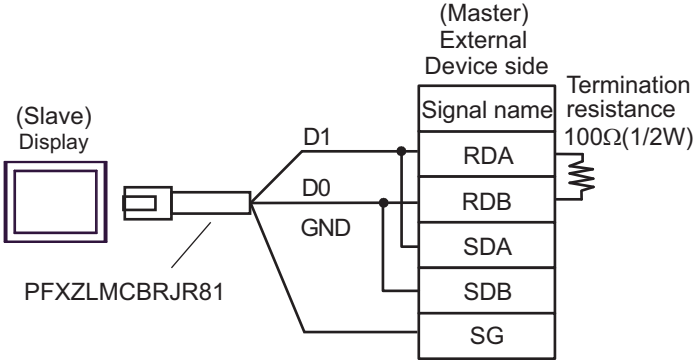 (Master)
External
Device side
Termination
resistance
100Ω(1/2W)
(Slave)
Display
Signal name
D1
RDA
D0
RDB
GND
SDA
PFXZLMCBRJR81
SDB
SG